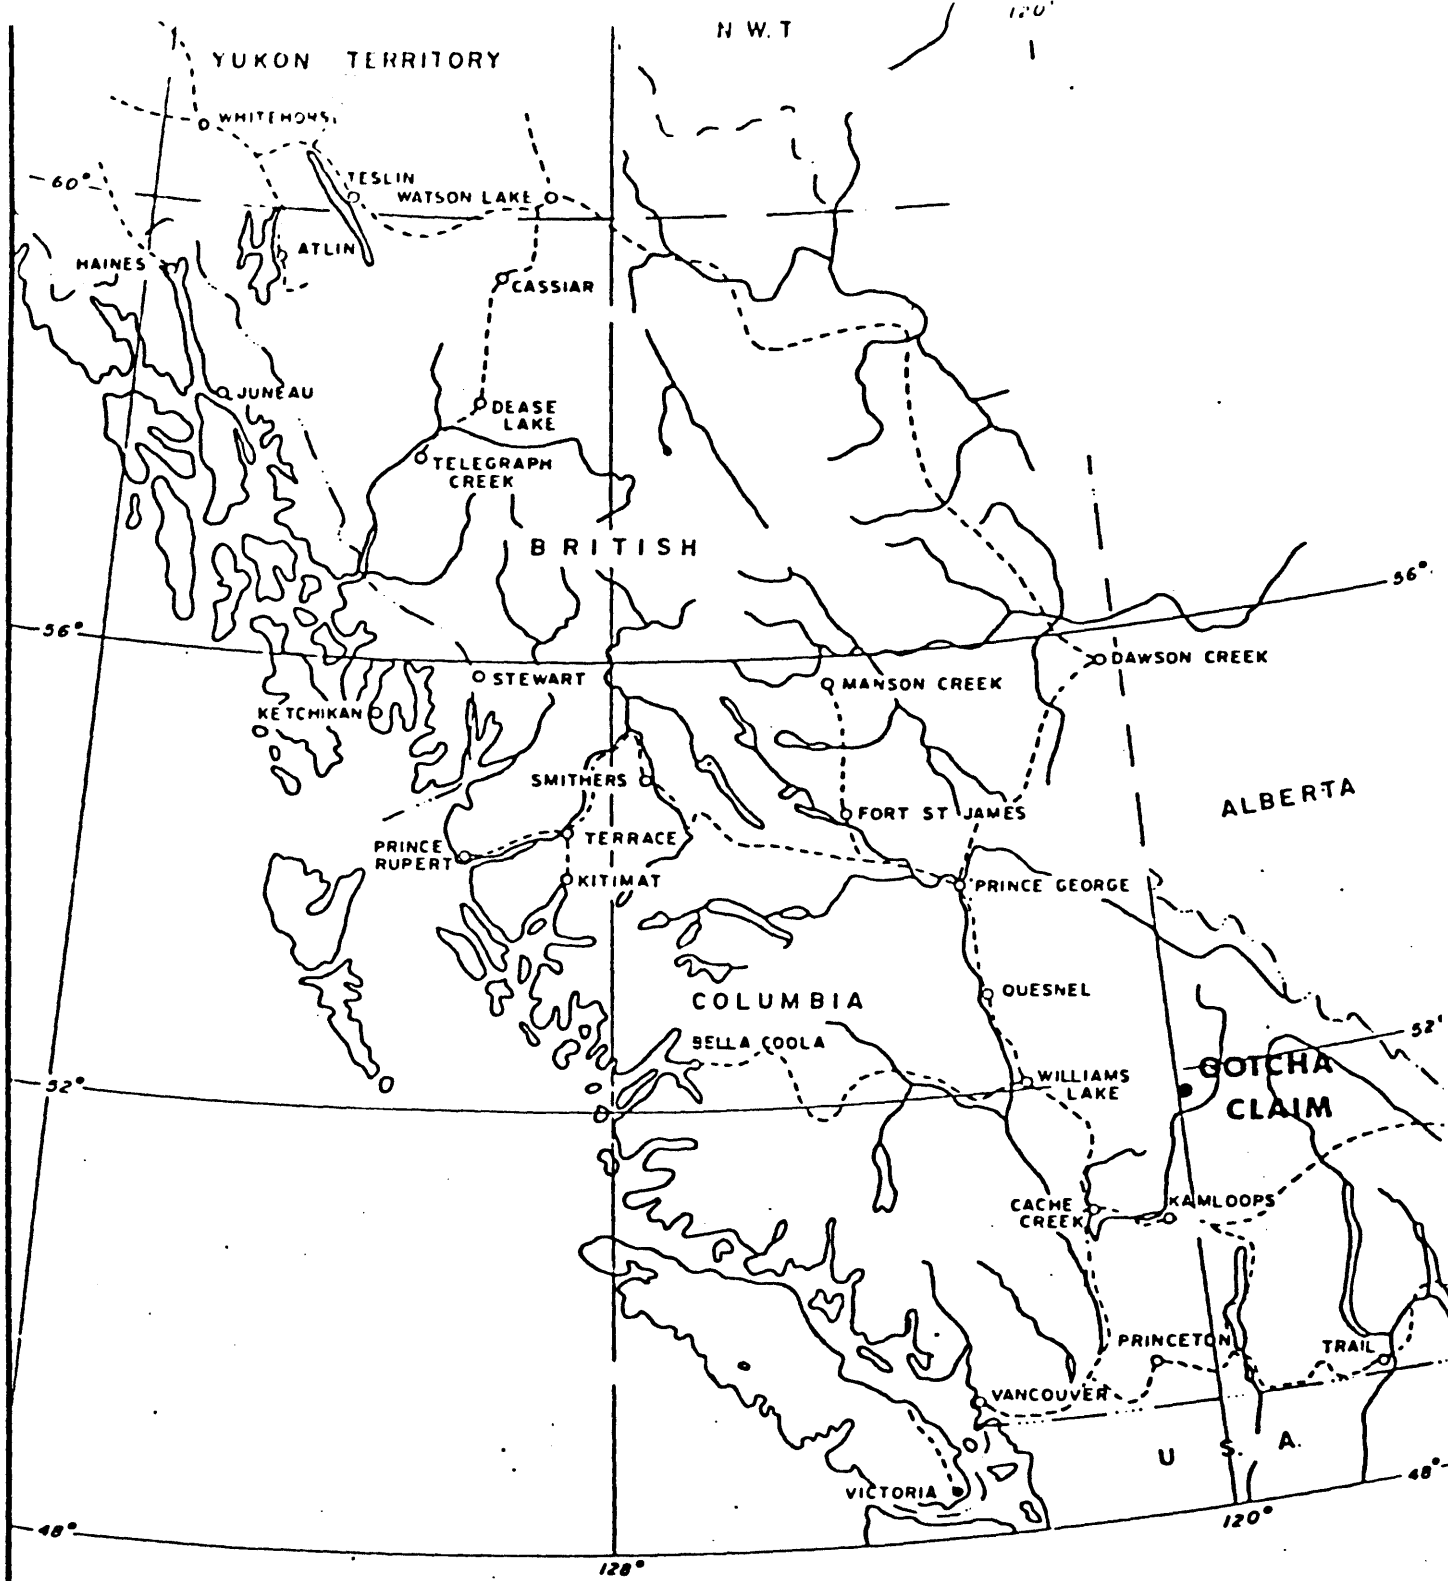 N W. T
120°
YUKON TERRITORY
WHITEHORS
60°
TESLIN
WATSON LAKE
ATLIN
HAINES
CASSIAR
JUNEAU
DEASE
LAKE
TELEGRAPH
CREEK
BRITISH
56°
56°
DAWSON CREEK
STEWART
MANSON CREEK
KETCHIKAN
SMITHERS
ALBERTA
FORT ST JAMES
PRINCE
RUPERT
TERRACE
KITIMAT
PRINCE GEORGE
QUESNEL
COLUMBIA
52°
BELLA COOLA
GOTCHA
CLAIM
WILLIAMS
LAKE
52°
CACHE
CREEK
KAMLOOPS
PRINCETON
TRAIL
VANCOUVER
U S. A.
48°
VICTORIA
120°
48°
128°